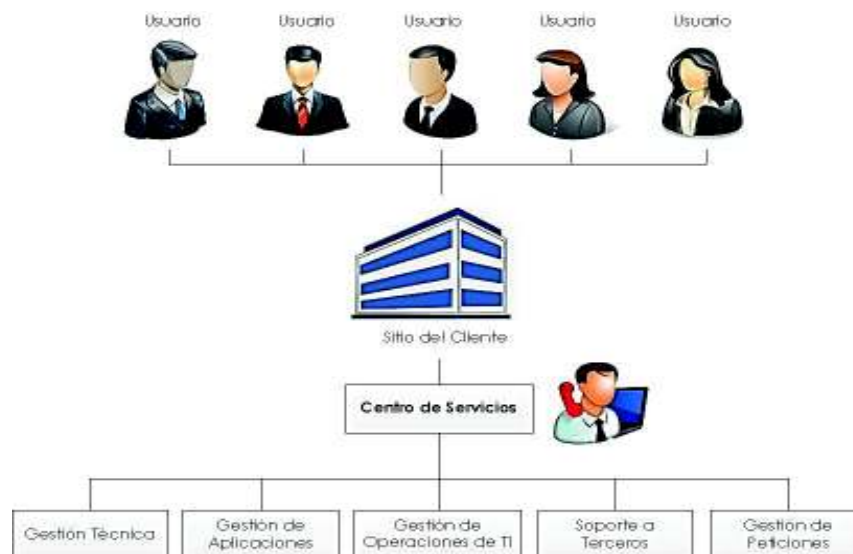 Usuario
Usuario
Usuario
Usuario
Usuario
Sitio del Cliente
Centro de Servicios
Gestión Técnica
Gestión de
Aplicaciones
Gestión de
Operaciones de TI
Soporte a
Terceros
Gestión de
Peticiones